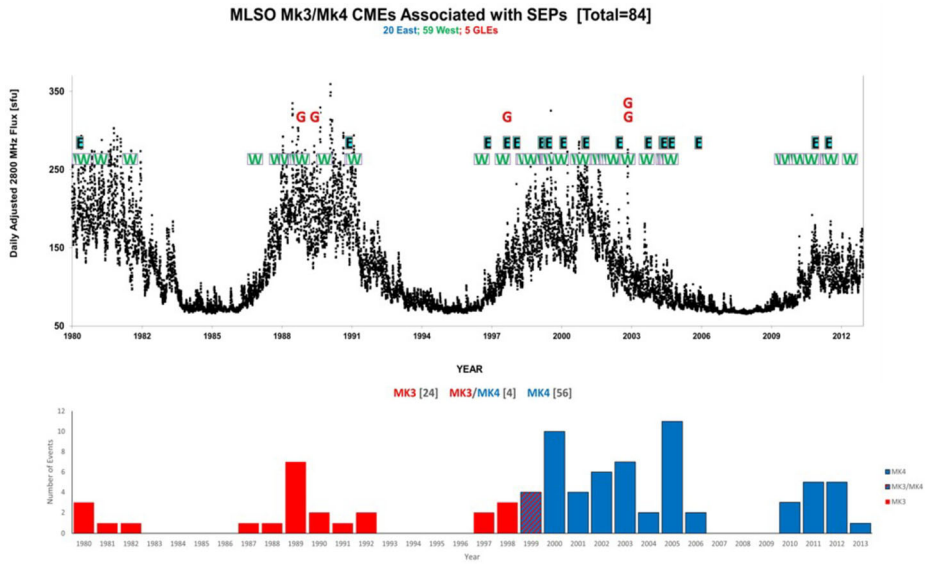 MLSO Mk3/Mk4 CMEs Associated with SEPs [Total=84]
20 East; 59 West; 5 GLEs
Daily Adjusted 2800 MHz Flux [sfu]
350
250
150
50
G G G G
G
E E E E E E E E E E E E E E E
W W W W W W W W W W W W W W W W W W W W
1980 1982 1985 1988 1991 1994 1997 2000 2003 2006 2009 2012
YEAR
MK3 [24] MK3/MK4 [4] MK4 [56]
Number of Events
12
10
8
6
4
2
0
1980 1981 1982 1983 1984 1985 1986 1987 1988 1989 1990 1991 1992 1993 1994 1995 1996 1997 1998 1999 2000 2001 2002 2003 2004 2005 2006 2007 2008 2009 2010 2011 2012 2013
Year
MK4
MK3/MK4
MK3